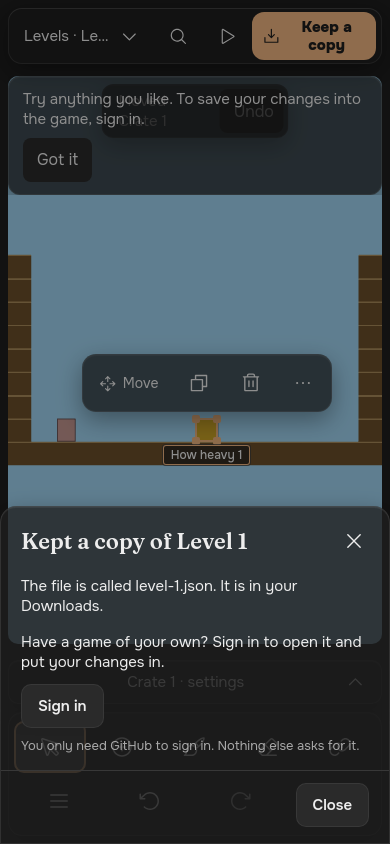 Levels · Le...
Keep a
copy
Try anything you like. To save your changes into
the game, sign in.
Undo
Got it
Move
How heavy 1
Kept a copy of Level 1
The file is called level-1.json. It is in your
Downloads.
Have a game of your own? Sign in to open it and
put your changes in.
Crate 1 · settings
Sign in
You only need GitHub to sign in. Nothing else asks for it.
Close